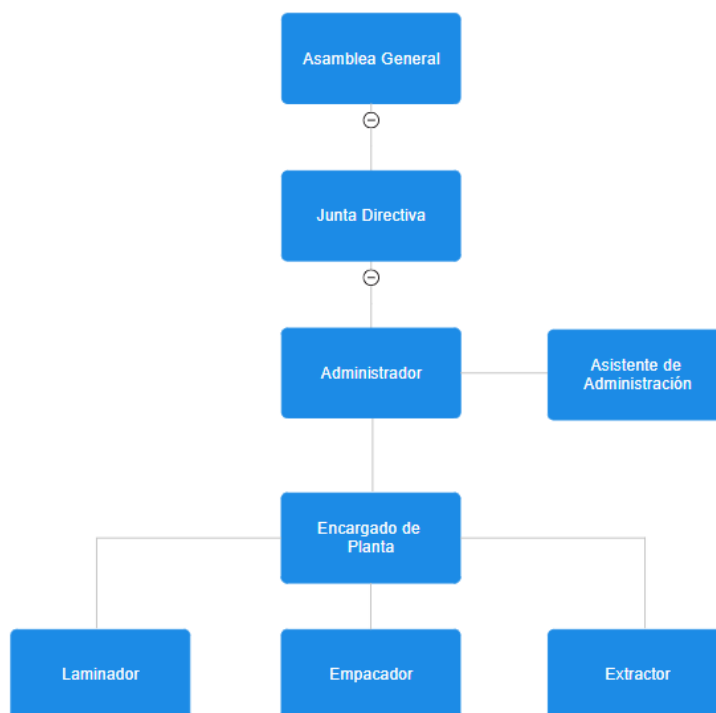 Asamblea General
Junta Directiva
Administrador
Asistente de
Administración
Encargado de
Planta
Laminador
Empacador
Extractor